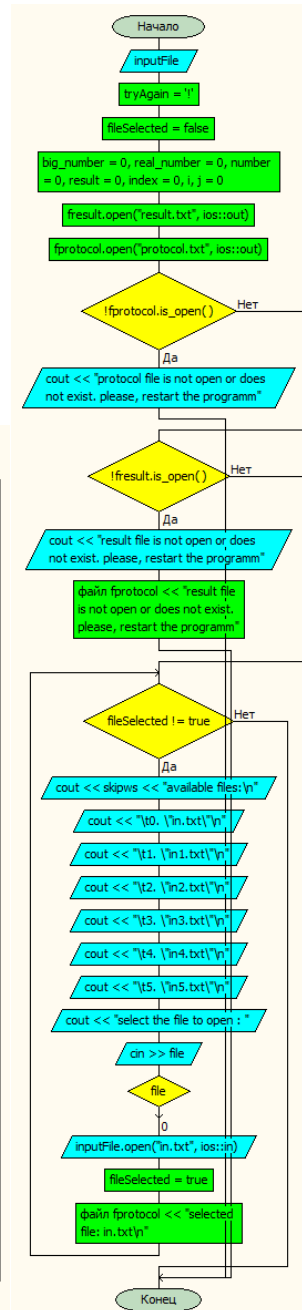 Начало
inputFile
tryAgain = '!'
fileSelected = false
big_number = 0, real_number = 0, number
= 0, result = 0, index = 0, i, j = 0
fresult.open("result.txt", ios::out)
fprotocol.open("protocol.txt", ios::out)
!fprotocol.is_open( )
Нет
Да
cout << "protocol file is not open or does
not exist. please, restart the programm"
!fresult.is_open( )
Нет
Да
cout << "result file is not open or does
not exist. please, restart the programm"
файл fprotocol << "result file
is not open or does not exist.
please, restart the programm"
fileSelected != true
Нет
Да
cout << skipws << "available files:\n"
cout << "\t0. \"in.txt\"\n"
cout << "\t1. \"in1.txt\"\n"
cout << "\t2. \"in2.txt\"\n"
cout << "\t3. \"in3.txt\"\n"
cout << "\t4. \"in4.txt\"\n"
cout << "\t5. \"in5.txt\"\n"
cout << "select the file to open : "
cin >> file
file
0
inputFile.open("in.txt", ios::in)
fileSelected = true
файл fprotocol << "selected
file: in.txt\n"
Конец